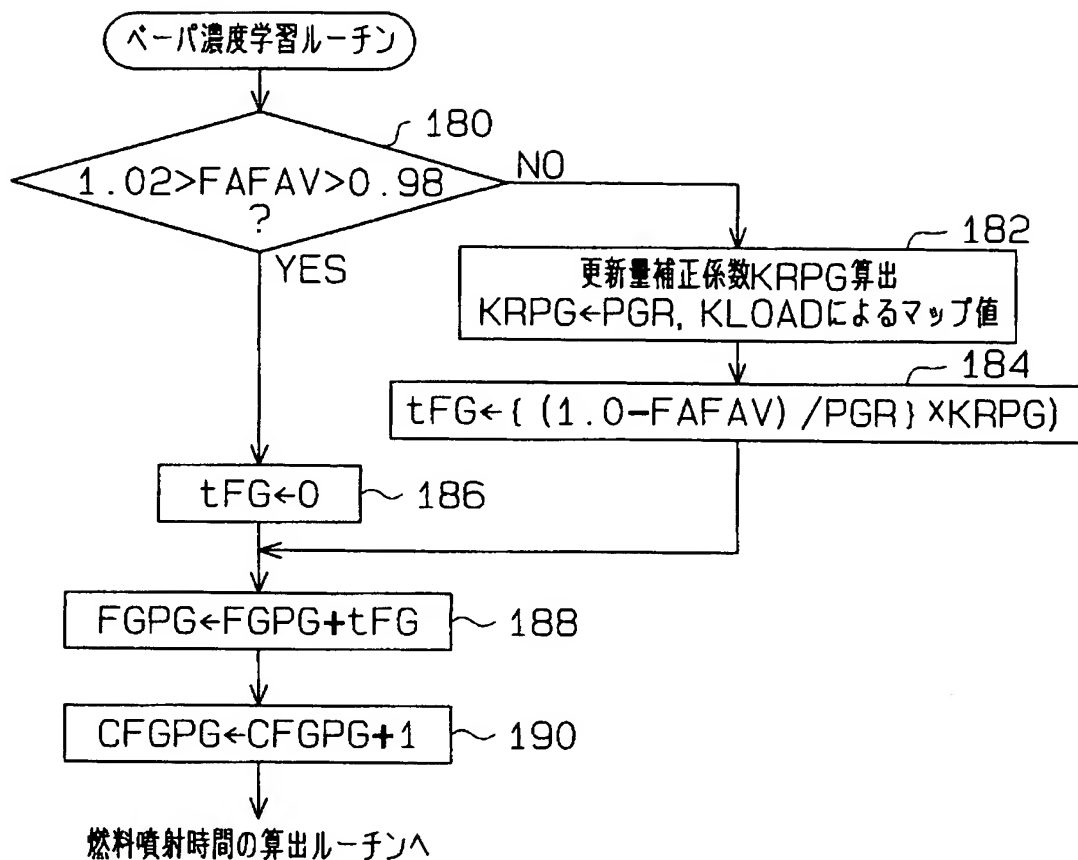 ベーパ濃度学習ルーチン
180
1.02>FAFAV>0.98
?
NO
YES
182
更新量補正係数KRPG算出
KRPG←PGR, KLOADによるマップ値
184
tFG←{(1.0-FAFAV)/PGR}×KRPG)
tFG←0
186
FGPG←FGPG+tFG
188
CFGPG←CFGPG+1
190
燃料噴射時間の算出ルーチンへ